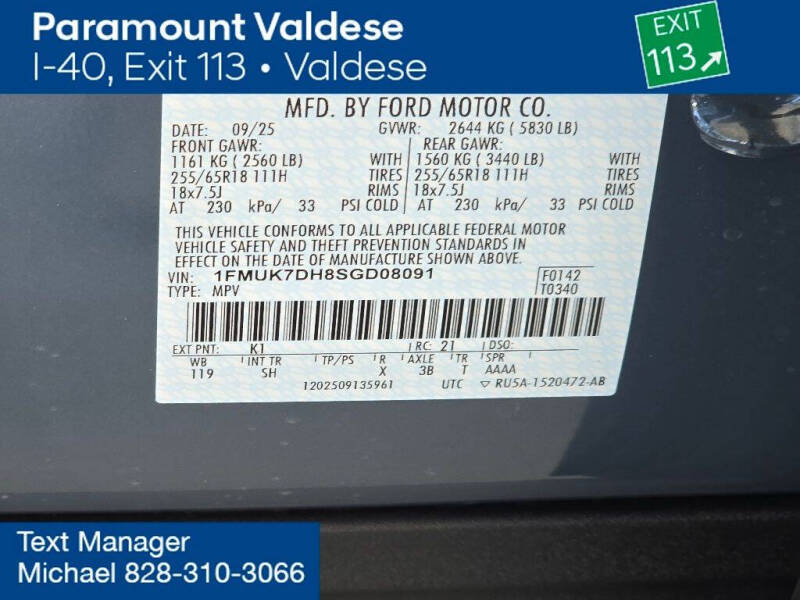 Paramount Valdese
I-40, Exit 113 • Valdese
EXIT
113
MFD. BY FORD MOTOR CO.
DATE: 09/25 GVWR: 2644 KG ( 5830 LB)
FRONT GAWR: REAR GAWR:
1161 KG ( 2560 LB) WITH 1560 KG ( 3440 LB) WITH
255/65R18 111H TIRES 255/65R18 111H TIRES
18x7.5J RIMS 18x7.5J RIMS
AT 230 kPa/ 33 PSI COLD AT 230 kPa/ 33 PSI COLD
THIS VEHICLE CONFORMS TO ALL APPLICABLE FEDERAL MOTOR
VEHICLE SAFETY AND THEFT PREVENTION STANDARDS IN
EFFECT ON THE DATE OF MANUFACTURE SHOWN ABOVE.
VIN: 1FMUK7DH8SGD08091 F0142
TYPE: MPV T0340
EXT PNT: K1 RC: 21 DSO:
WB INT TR TP/PS R AXLE TR SPR
119 SH X 3B T AAAA
1202509135961 UTC RU5A-1520472-AB
Text Manager
Michael 828-310-3066